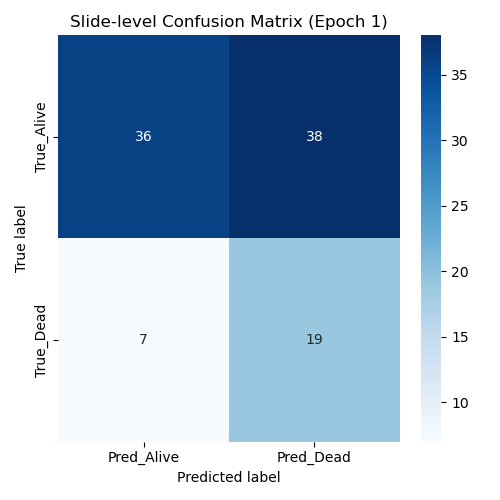 Slide-level Confusion Matrix (Epoch 1)
True label
True_Alive
True_Dead
36
38
7
19
Pred_Alive
Pred_Dead
Predicted label
35
30
25
20
15
10